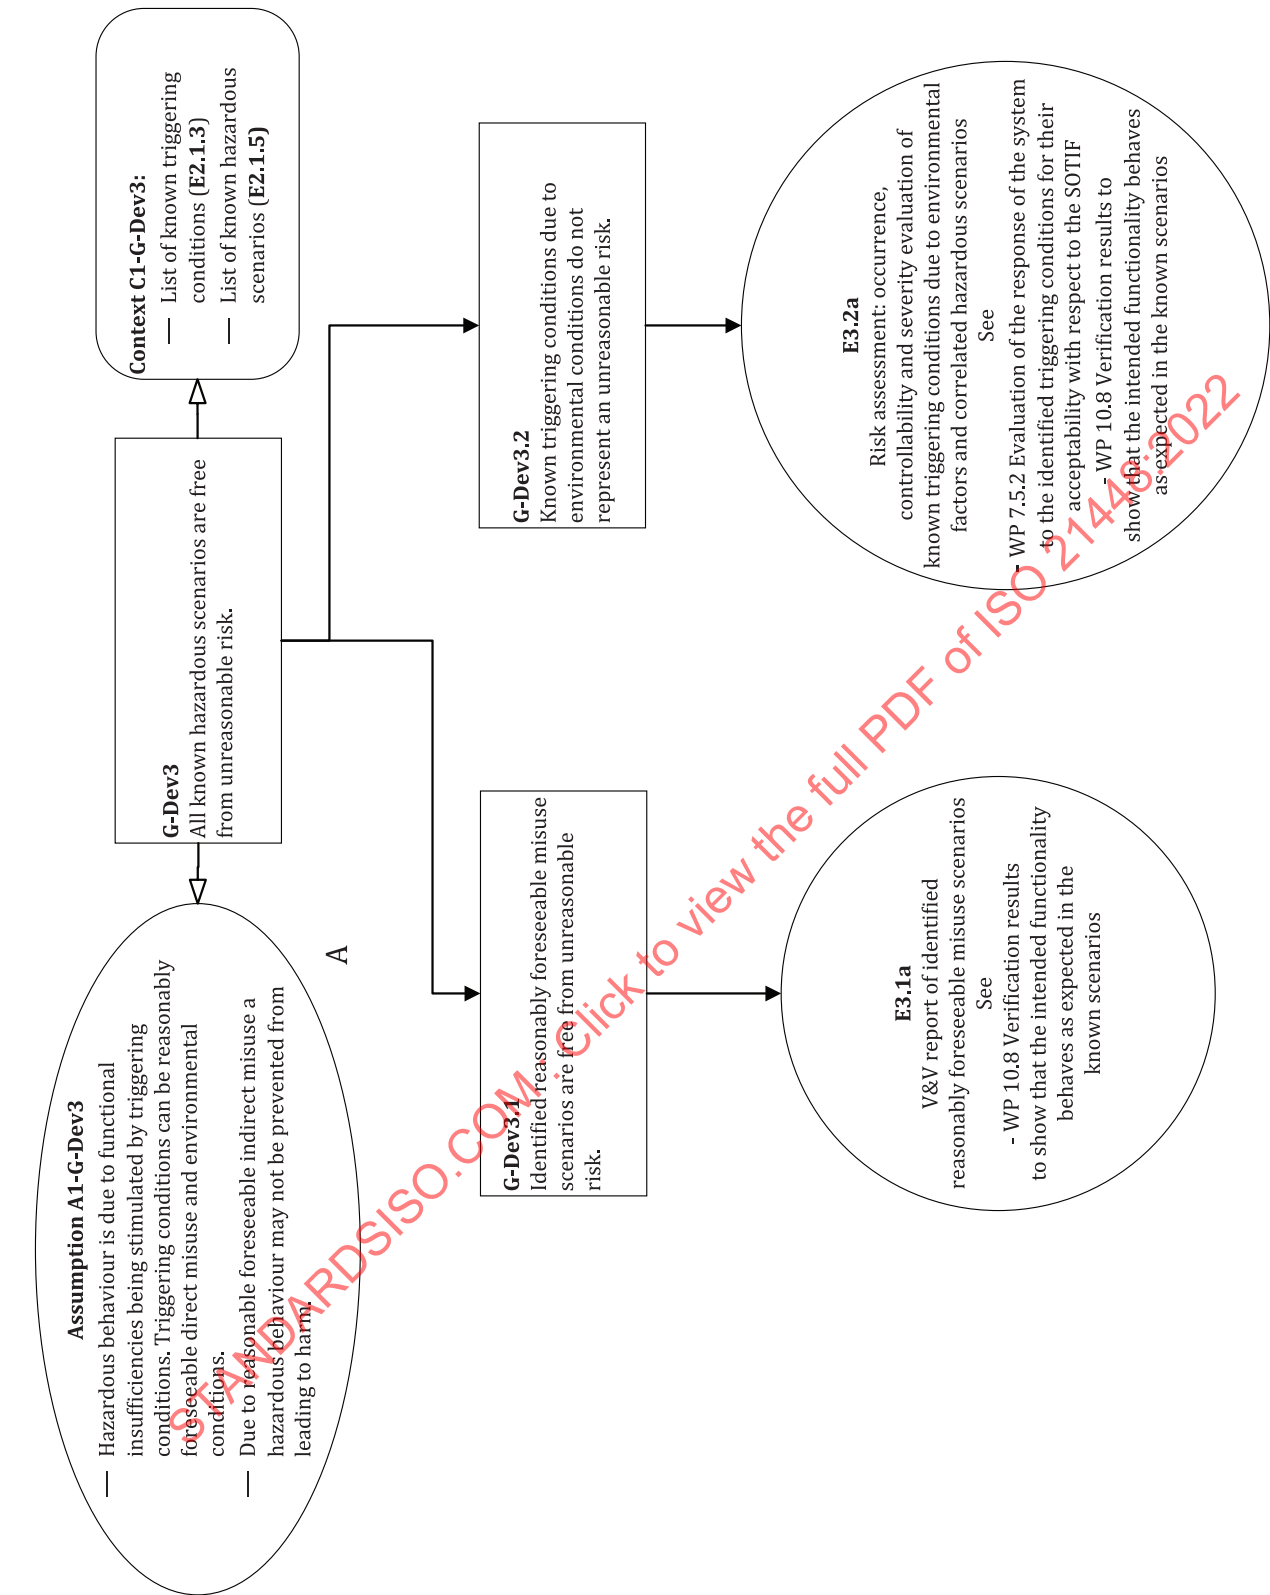 Assumption A1-G-Dev3
— Hazardous behaviour is due to functional
insufficiencies being stimulated by triggering
conditions. Triggering conditions can be reasonably
foreseeable direct misuse and environmental
conditions.
— Due to reasonable foreseeable indirect misuse a
hazardous behaviour may not be prevented from
leading to harm.
A
G-Dev3
All known hazardous scenarios are free
from unreasonable risk.
Context C1-G-Dev3:
— List of known triggering
conditions (E2.1.3)
— List of known hazardous
scenarios (E2.1.5)
G-Dev3.1
Identified reasonably foreseeable misuse
scenarios are free from unreasonable
risk.
G-Dev3.2
Known triggering conditions due to
environmental conditions do not
represent an unreasonable risk.
E3.1a
V&V report of identified
reasonably foreseeable misuse scenarios
See
- WP 10.8 Verification results
to show that the intended functionality
behaves as expected in the
known scenarios
E3.2a
Risk assessment: occurrence,
controllability and severity evaluation of
known triggering conditions due to environmental
factors and correlated hazardous scenarios
See
- WP 7.5.2 Evaluation of the response of the system
to the identified triggering conditions for their
acceptability with respect to the SOTIF
- WP 10.8 Verification results to
show that the intended functionality behaves
as expected in the known scenarios
STANDARDSISO.COM : Click to view the full PDF of ISO 21448:2022